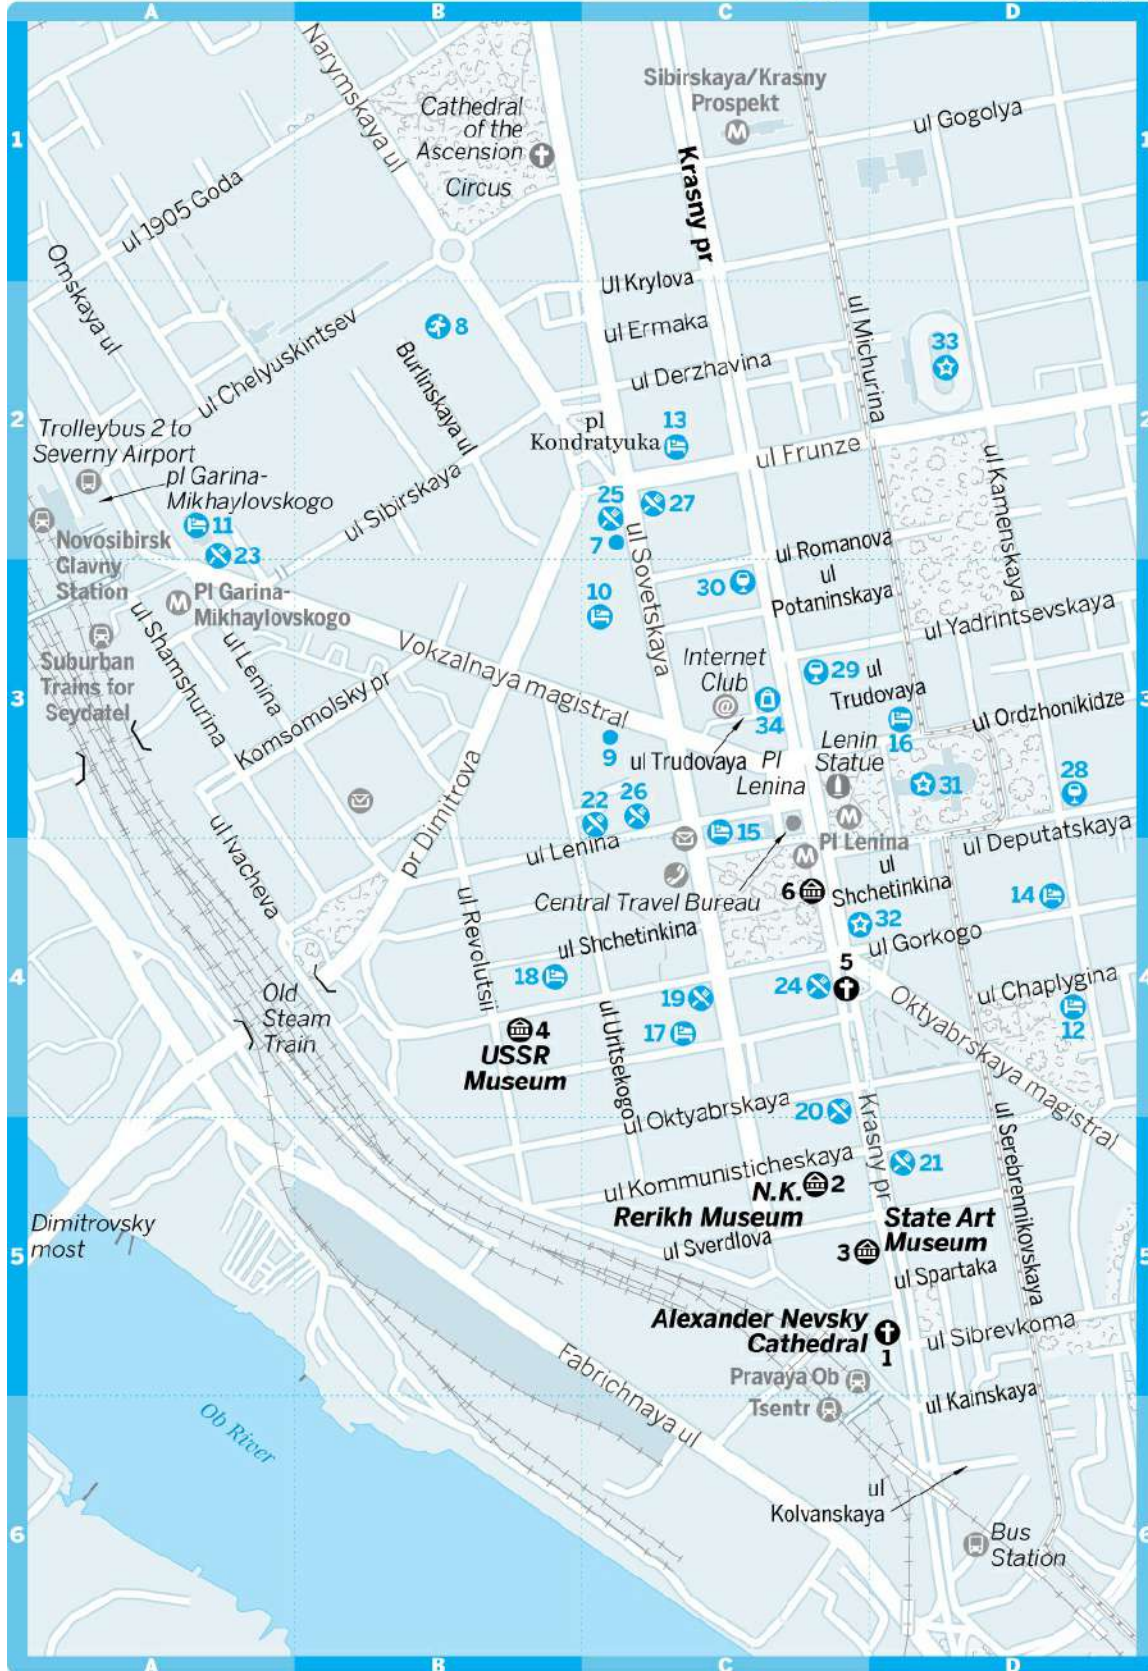 A
B
C
D
1
1
2
2
3
3
4
4
5
5
6
6
A
B
C
D
Narymskaya ul
Cathedral
of the
Ascension
Circus
Sibirskaya/Krasny
Prospekt
Krasny pr
ul Gogolya
ul 1905 Goda
Omskaya ul
Ul Krylova
ul Ermaka
ul Derzhavina
ul Michurina
33
8
ul Chelyuskintsev
Burlinskaya ul
Trolleybus 2 to
Severny Airport
pl Garina-
Mikhaylovskogo
pl
Kondratyuka
13
ul Frunze
ul Kamenskaya
ul Sibirskaya
11
23
25
27
7
ul Sovetskaya
ul Romanova
Novosibirsk
Glavny
Station
Pl Garina-
Mikhaylovskogo
10
30
ul
Potaninskaya
ul Yadrintsevskaya
Suburban
Trains for
Seydatel
ul Shamshurina
ul Lenina
Vokzalnaya magistral
Komsomolsky pr
Internet
Club
34
29
ul
Trudovaya
16
ul Ordzhonikidze
9
ul Trudovaya
Pl
Lenina
Lenin
Statue
31
28
22
26
15
Pl Lenina
ul Deputatskaya
pr Dimitrova
ul Lenina
ul Ivacheva
Central Travel Bureau
6
ul
Shchetinkina
14
ul Revolutsii
ul Shchetinkina
32
ul Gorkogo
5
18
19
24
ul Chaplygina
12
Old
Steam
Train
4
USSR
Museum
ul Uritsekogo
17
Oktyabrskaya magistral
ul Oktyabrskaya
20
Krasny pr
ul Serebrennikovskaya
ul Kommunisticheskaya
21
N.K.
Rerikh Museum
2
State Art
Museum
3
Dimitrovsky
most
ul Sverdlova
ul Spartaka
Alexander Nevsky
Cathedral
1
ul Sibrevkoma
Fabrichnaya ul
Pravaya Ob
Tsentr
ul Kainskaya
Ob River
ul
Kolvanskaya
Bus
Station